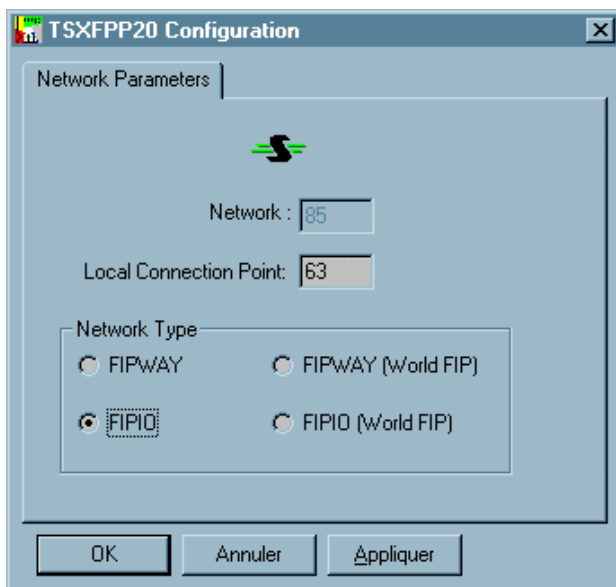 TSXFPP20 Configuration
Network Parameters
Network : 85
Local Connection Point: 63
Network Type
FIPWAY FIPWAY (World FIP)
FIPIO FIPIO (World FIP)
OK Annuler Appliquer